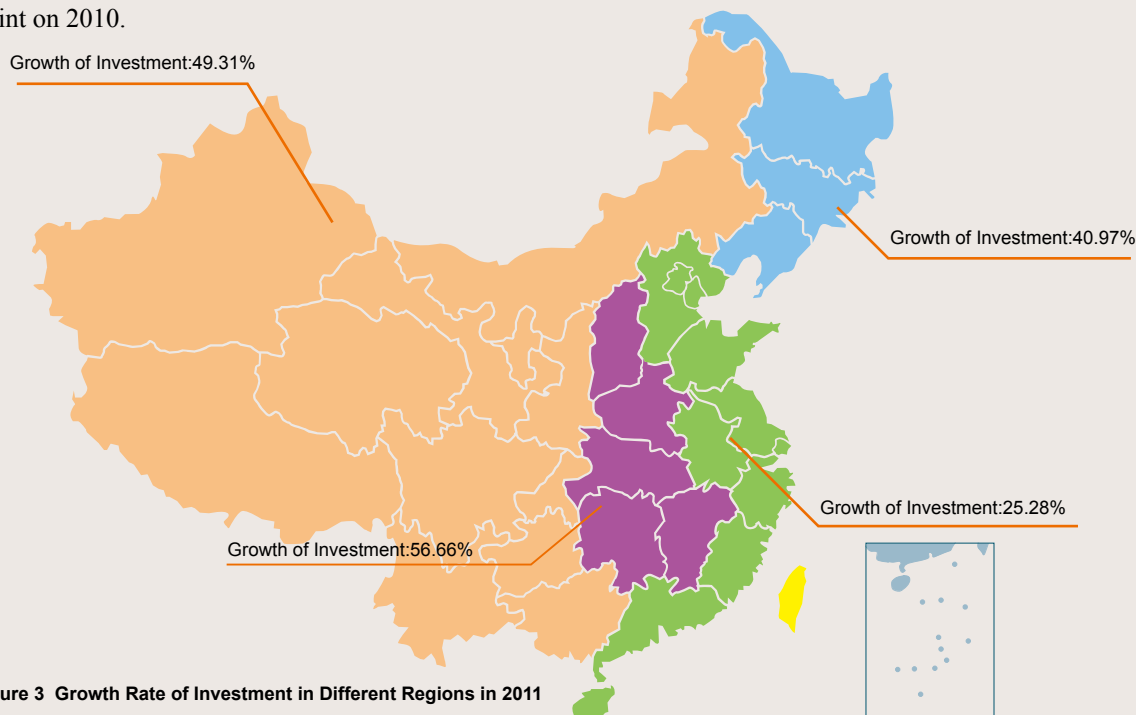 int on 2010.
Growth of Investment:49.31%
Growth of Investment:40.97%
Growth of Investment:25.28%
Growth of Investment:56.66%
ure 3 Growth Rate of Investment in Different Regions in 2011